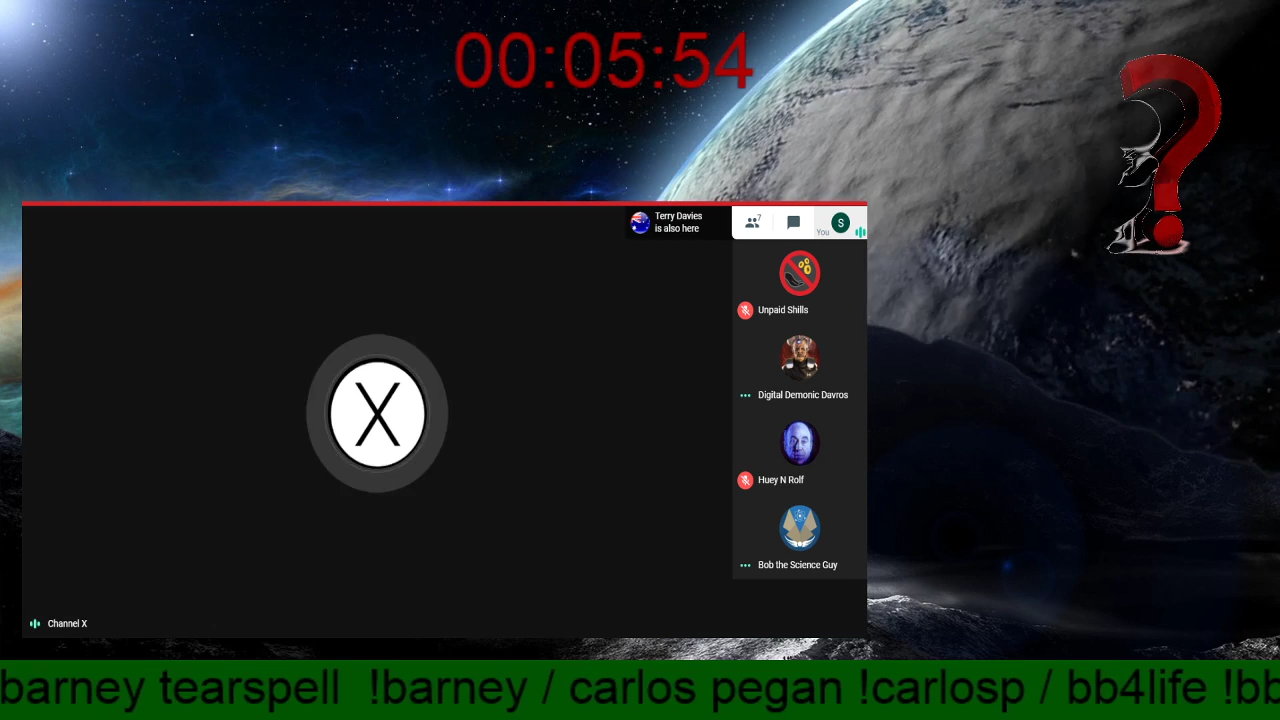 00:05:54
Terry Davies
is also here
7
You
S
Unpaid Shills
Digital Demonic Davros
Huey N Rolf
Bob the Science Guy
X
Channel X
barney tearspell !barney / carlos pegan !carlosp / bb4life !bb